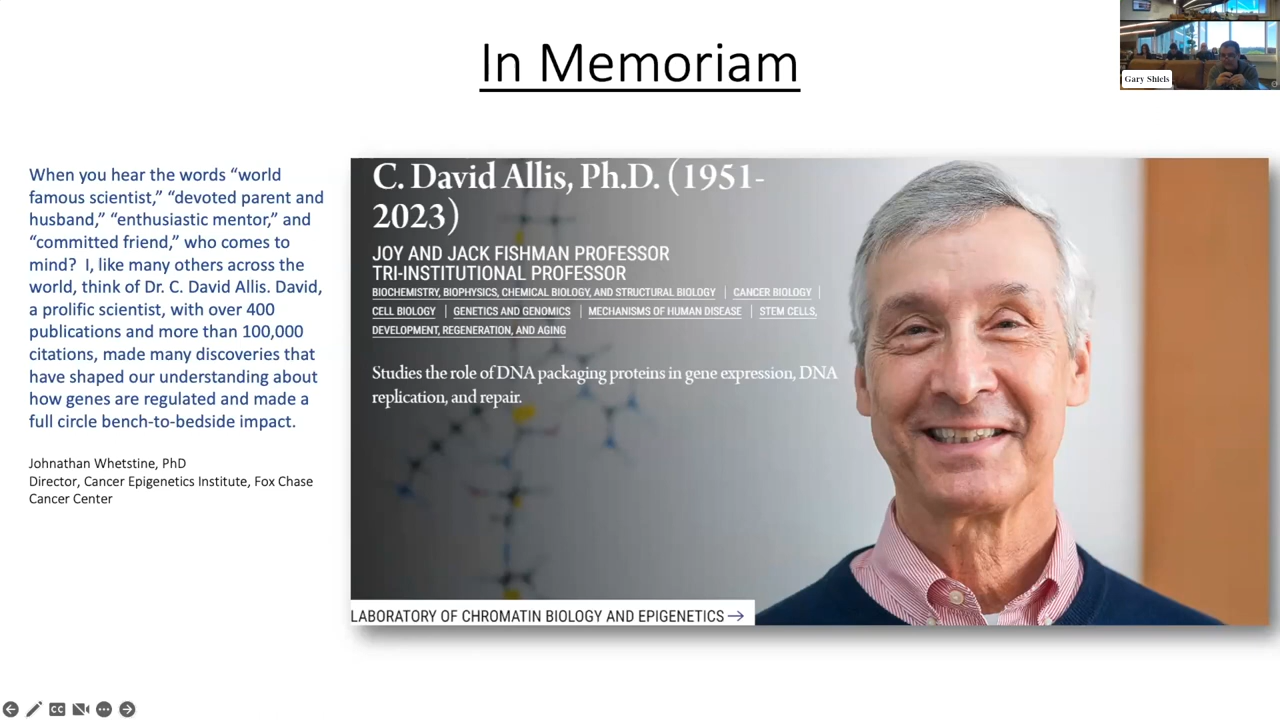 In Memoriam
Gary Shiels
When you hear the words “world
famous scientist,” “devoted parent and
husband,” “enthusiastic mentor,” and
“committed friend,” who comes to
mind?  I, like many others across the
world, think of Dr. C. David Allis. David,
a prolific scientist, with over 400
publications and more than 100,000
citations, made many discoveries that
have shaped our understanding about
how genes are regulated and made a
full circle bench-to-bedside impact.
Johnathan Whetstine, PhD
Director, Cancer Epigenetics Institute, Fox Chase
Cancer Center
C. David Allis, Ph.D. (1951-
2023)
JOY AND JACK FISHMAN PROFESSOR
TRI-INSTITUTIONAL PROFESSOR
BIOCHEMISTRY, BIOPHYSICS, CHEMICAL BIOLOGY, AND STRUCTURAL BIOLOGY | CANCER BIOLOGY |
CELL BIOLOGY | GENETICS AND GENOMICS | MECHANISMS OF HUMAN DISEASE | STEM CELLS,
DEVELOPMENT, REGENERATION, AND AGING
Studies the role of DNA packaging proteins in gene expression, DNA
replication, and repair.
LABORATORY OF CHROMATIN BIOLOGY AND EPIGENETICS →
CC